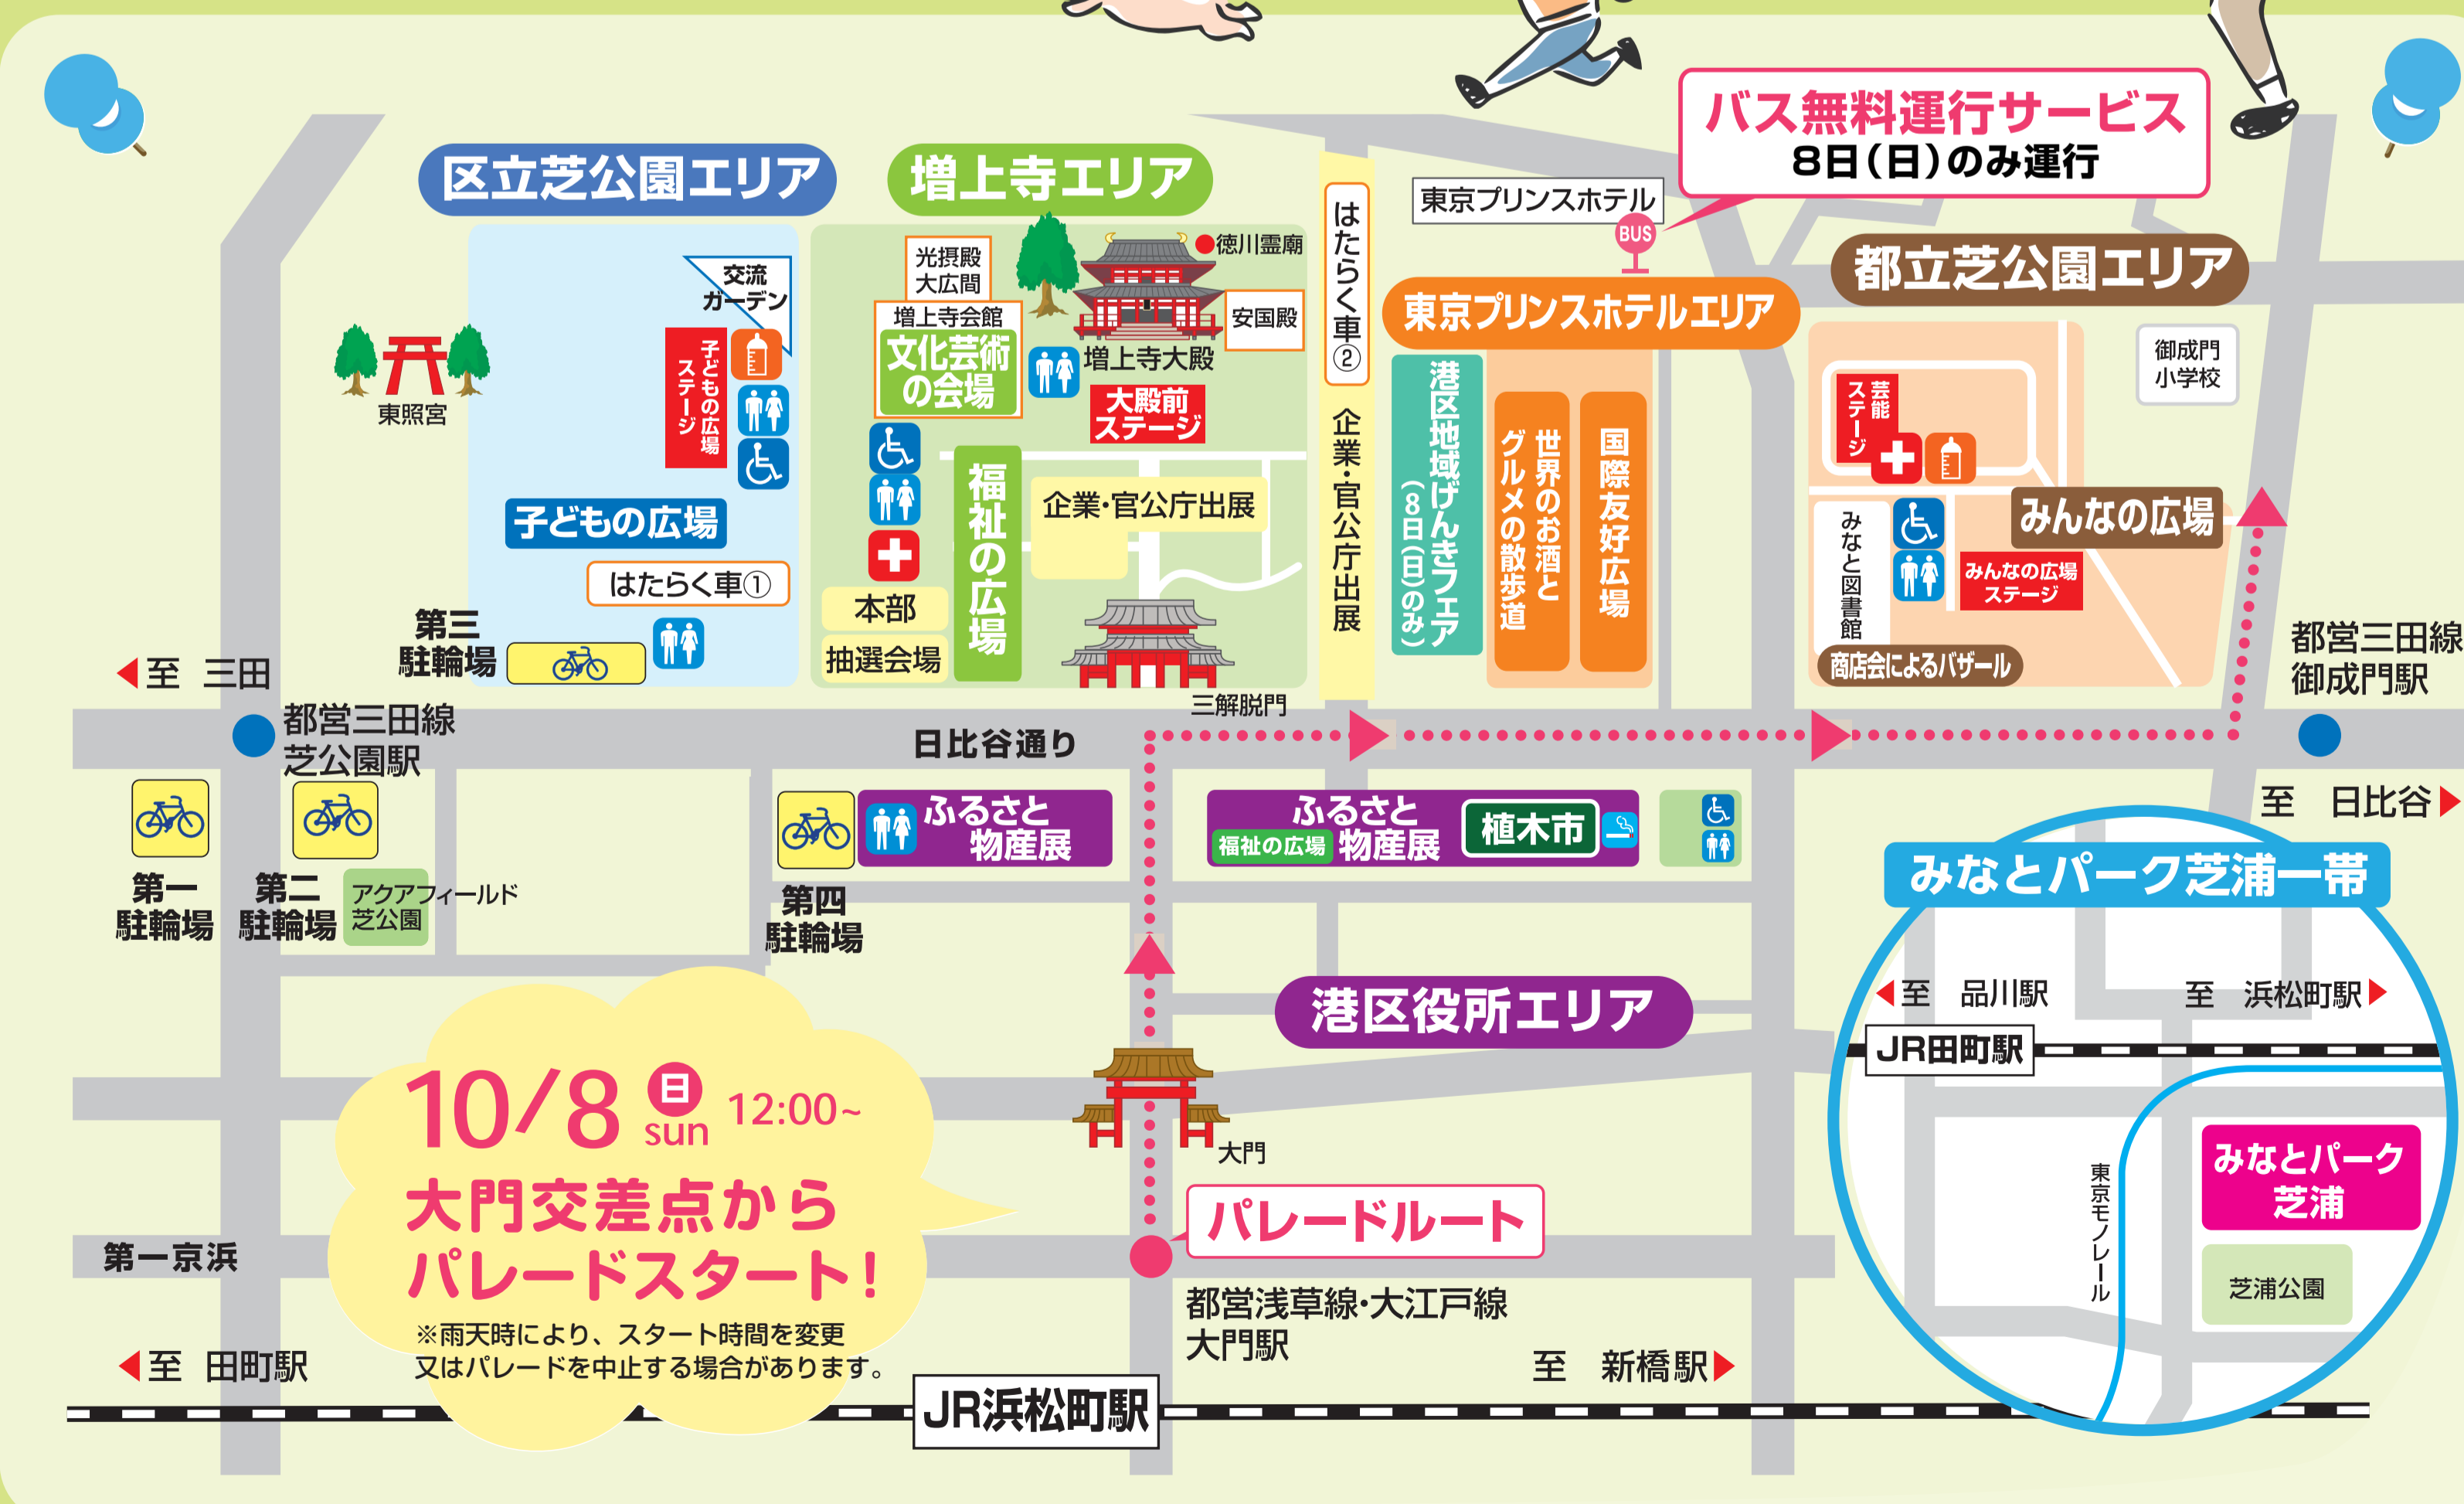 バス無料運行サービス
8日(日)のみ運行
区立芝公園エリア
増上寺エリア
はたらく車②
企業・官公庁出展
東京プリンスホテル
BUS
東京プリンスホテルエリア
都立芝公園エリア
交流
ガーデン
子どもの広場
ステージ
東照宮
子どもの広場
はたらく車①
第三
駐輪場
光摂殿
大広間
増上寺会館
文化芸術
の会場
徳川霊廟
安国殿
増上寺大殿
大殿前
ステージ
福祉の広場
企業・官公庁出展
本部
抽選会場
三解脱門
港区地域げんきフェア
(8日(日)のみ)
世界のお酒と
グルメの散歩道
国際友好広場
芸能
ステージ
御成門
小学校
みんなの広場
みんなの広場
ステージ
みなと図書館
商店会によるバザール
都営三田線
御成門駅
至 三田
都営三田線
芝公園駅
日比谷通り
至 日比谷
第一
駐輪場
第二
駐輪場
アクアフィールド
芝公園
第四
駐輪場
ふるさと
物産展
ふるさと
福祉の広場
物産展
植木市
港区役所エリア
10/8 日 sun 12:00~
大門交差点から
パレードスタート!
※雨天時により、スタート時間を変更
又はパレードを中止する場合があります。
大門
パレードルート
第一京浜
都営浅草線・大江戸線
大門駅
至 田町駅
JR浜松町駅
至 新橋駅
みなとパーク芝浦一帯
至 品川駅
至 浜松町駅
JR田町駅
東京モノレール
みなとパーク
芝浦
芝浦公園